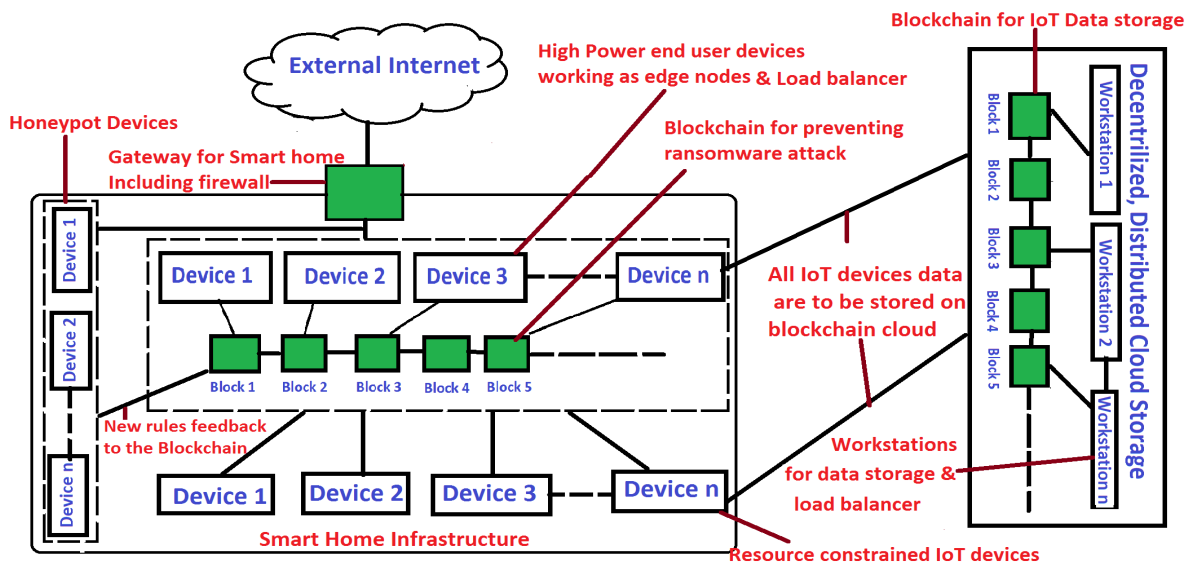 External Internet
High Power end user devices
working as edge nodes & Load balancer
Blockchain for IoT Data storage
Honeypot Devices
Gateway for Smart home
Including firewall
Blockchain for preventing
ransomware attack
Device 1
Device 2
Device n
Device 1
Device 2
Device 3
Device n
Block 1
Block 2
Block 3
Block 4
Block 5
New rules feedback
to the Blockchain
Device 1
Device 2
Device 3
Device n
Smart Home Infrastructure
Resource constrained IoT devices
All IoT devices data
are to be stored on
blockchain cloud
Workstations
for data storage &
load balancer
Block 1
Block 2
Block 3
Block 4
Block 5
Workstation 1
Workstation 2
Workstation n
Decentrilized, Distributed Cloud Storage